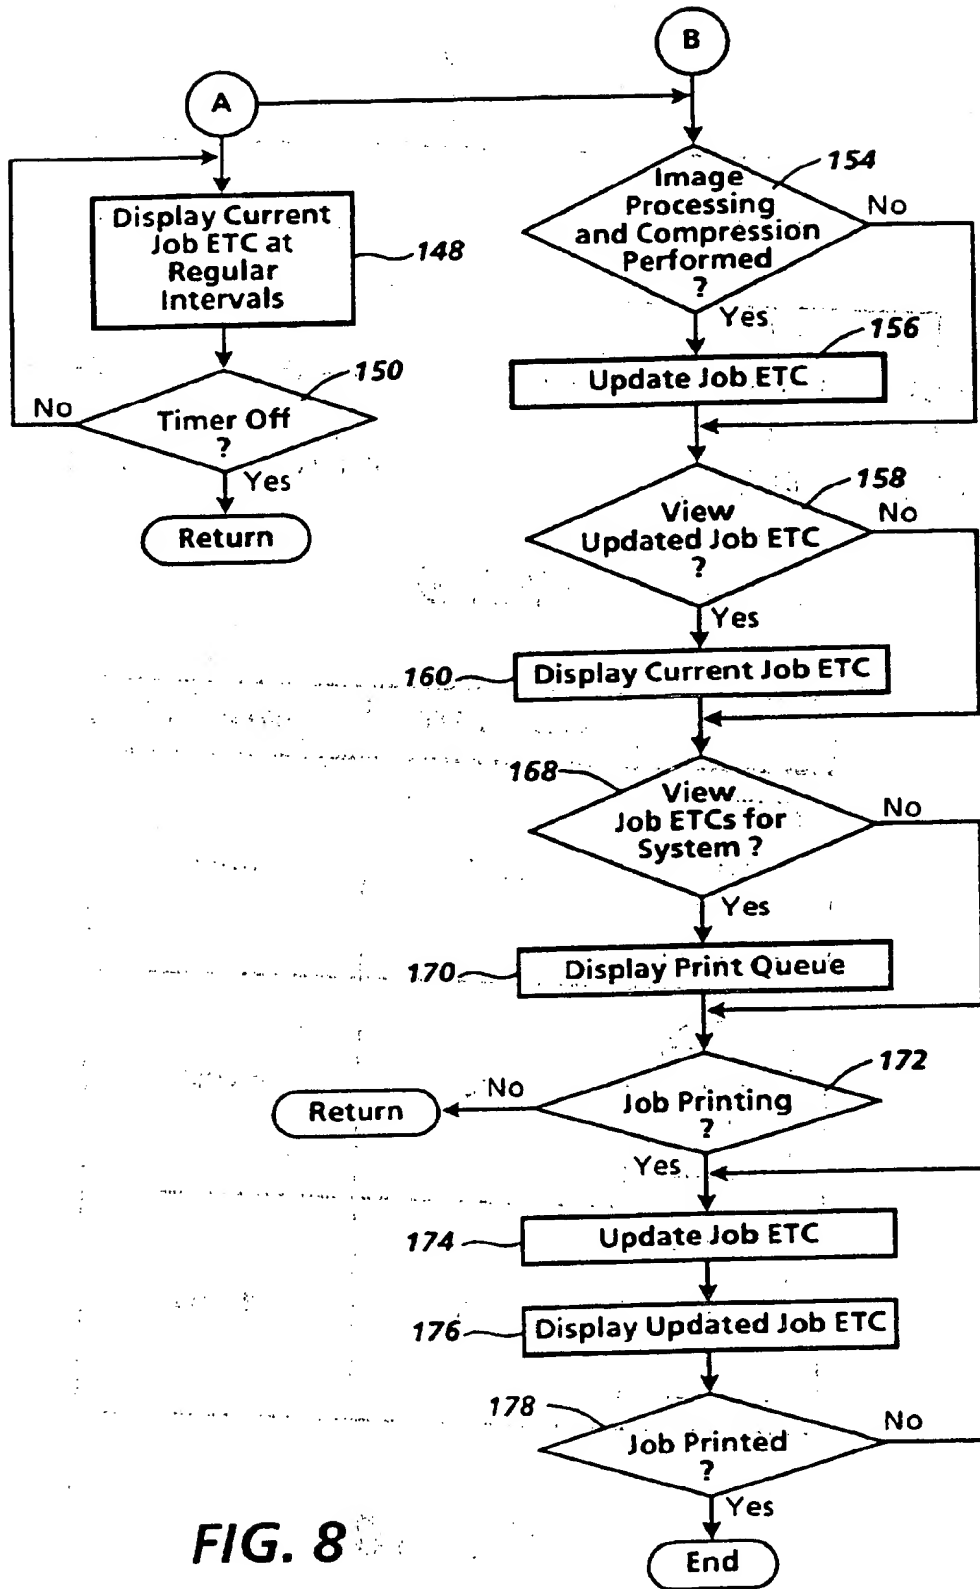 B
A
Image
Processing
and Compression
Performed
?
154
No
Yes
Display Current
Job ETC at
Regular
Intervals
148
156
Update Job ETC
150
Timer Off
?
No
Yes
Return
158
View
Updated Job ETC
?
No
Yes
160
Display Current Job ETC
168
View
Job ETCs for
System ?
No
Yes
170
Display Print Queue
172
Job Printing
?
No
Return
Yes
174
Update Job ETC
176
Display Updated Job ETC
178
Job Printed
?
No
Yes
End
FIG. 8